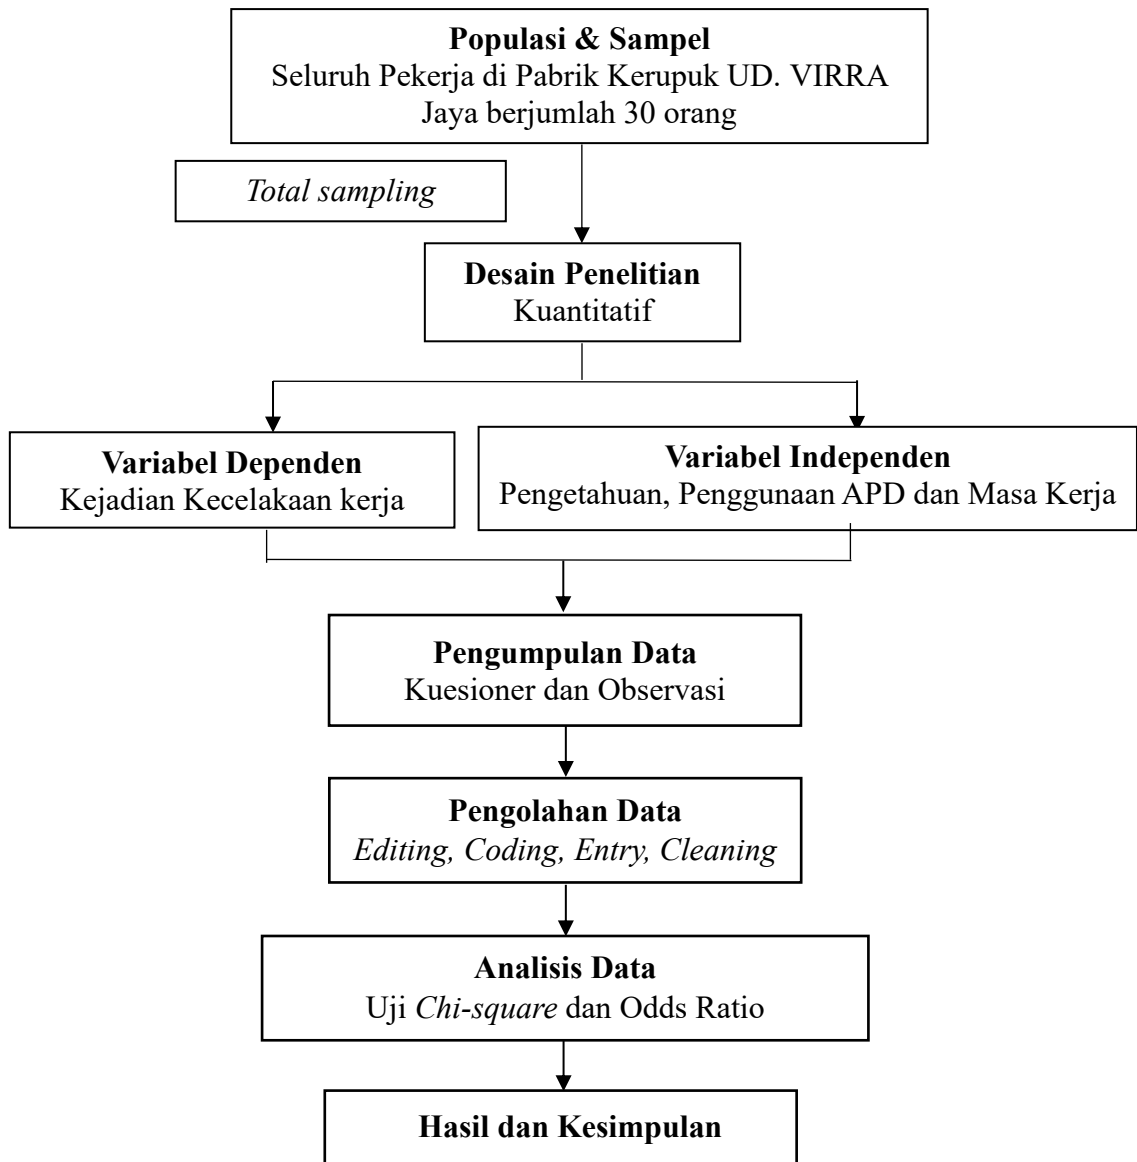 Populasi & Sampel
Seluruh Pekerja di Pabrik Kerupuk UD. VIRRA
Jaya berjumlah 30 orang
Total sampling
Desain Penelitian
Kuantitatif
Variabel Dependen
Kejadian Kecelakaan kerja
Variabel Independen
Pengetahuan, Penggunaan APD dan Masa Kerja
Pengumpulan Data
Kuesioner dan Observasi
Pengolahan Data
Editing, Coding, Entry, Cleaning
Analisis Data
Uji Chi-square dan Odds Ratio
Hasil dan Kesimpulan